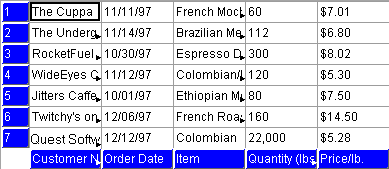 1 The Cuppa 11/11/97 French Mocl 60 $7.01
2 The Underg 11/14/97 Brazilian Me 112 $6.80
3 RocketFuel 10/30/97 Espresso D 300 $8.02
4 WideEyes C 11/12/97 Colombian/I 120 $5.30
5 Jitters Caffe 10/01/97 Ethiopian M 80 $7.50
6 Twitchy's on 12/06/97 French Roa 160 $14.50
7 Quest Softw 12/12/97 Colombian 22,000 $5.28
Customer N Order Date Item Quantity (lbs Price/lb.